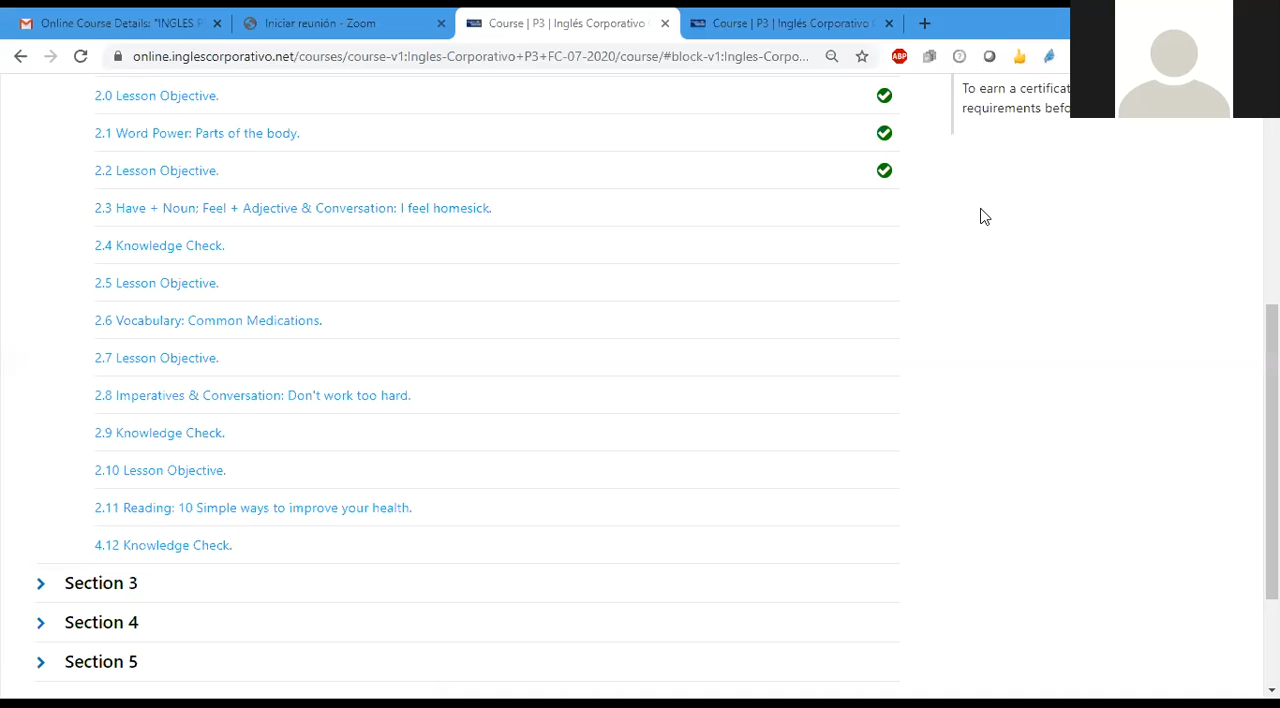 Online Course Details: "INGLES
Iniciar reunión - Zoom
Course | P3 | Inglés Corporativo
Course | P3 | Inglés Corporativo
online.inglescorporativo.net/courses/course-v1:Ingles-Corporativo+P3+FC-07-2020/course/#block-v1:Ingles-Corpo...
ABP
2.0 Lesson Objective.
To earn a certificat
requirements befo
2.1 Word Power: Parts of the body.
2.2 Lesson Objective.
2.3 Have + Noun; Feel + Adjective & Conversation: I feel homesick.
2.4 Knowledge Check.
2.5 Lesson Objective.
2.6 Vocabulary: Common Medications.
2.7 Lesson Objective.
2.8 Imperatives & Conversation: Don't work too hard.
2.9 Knowledge Check.
2.10 Lesson Objective.
2.11 Reading: 10 Simple ways to improve your health.
4.12 Knowledge Check.
Section 3
Section 4
Section 5